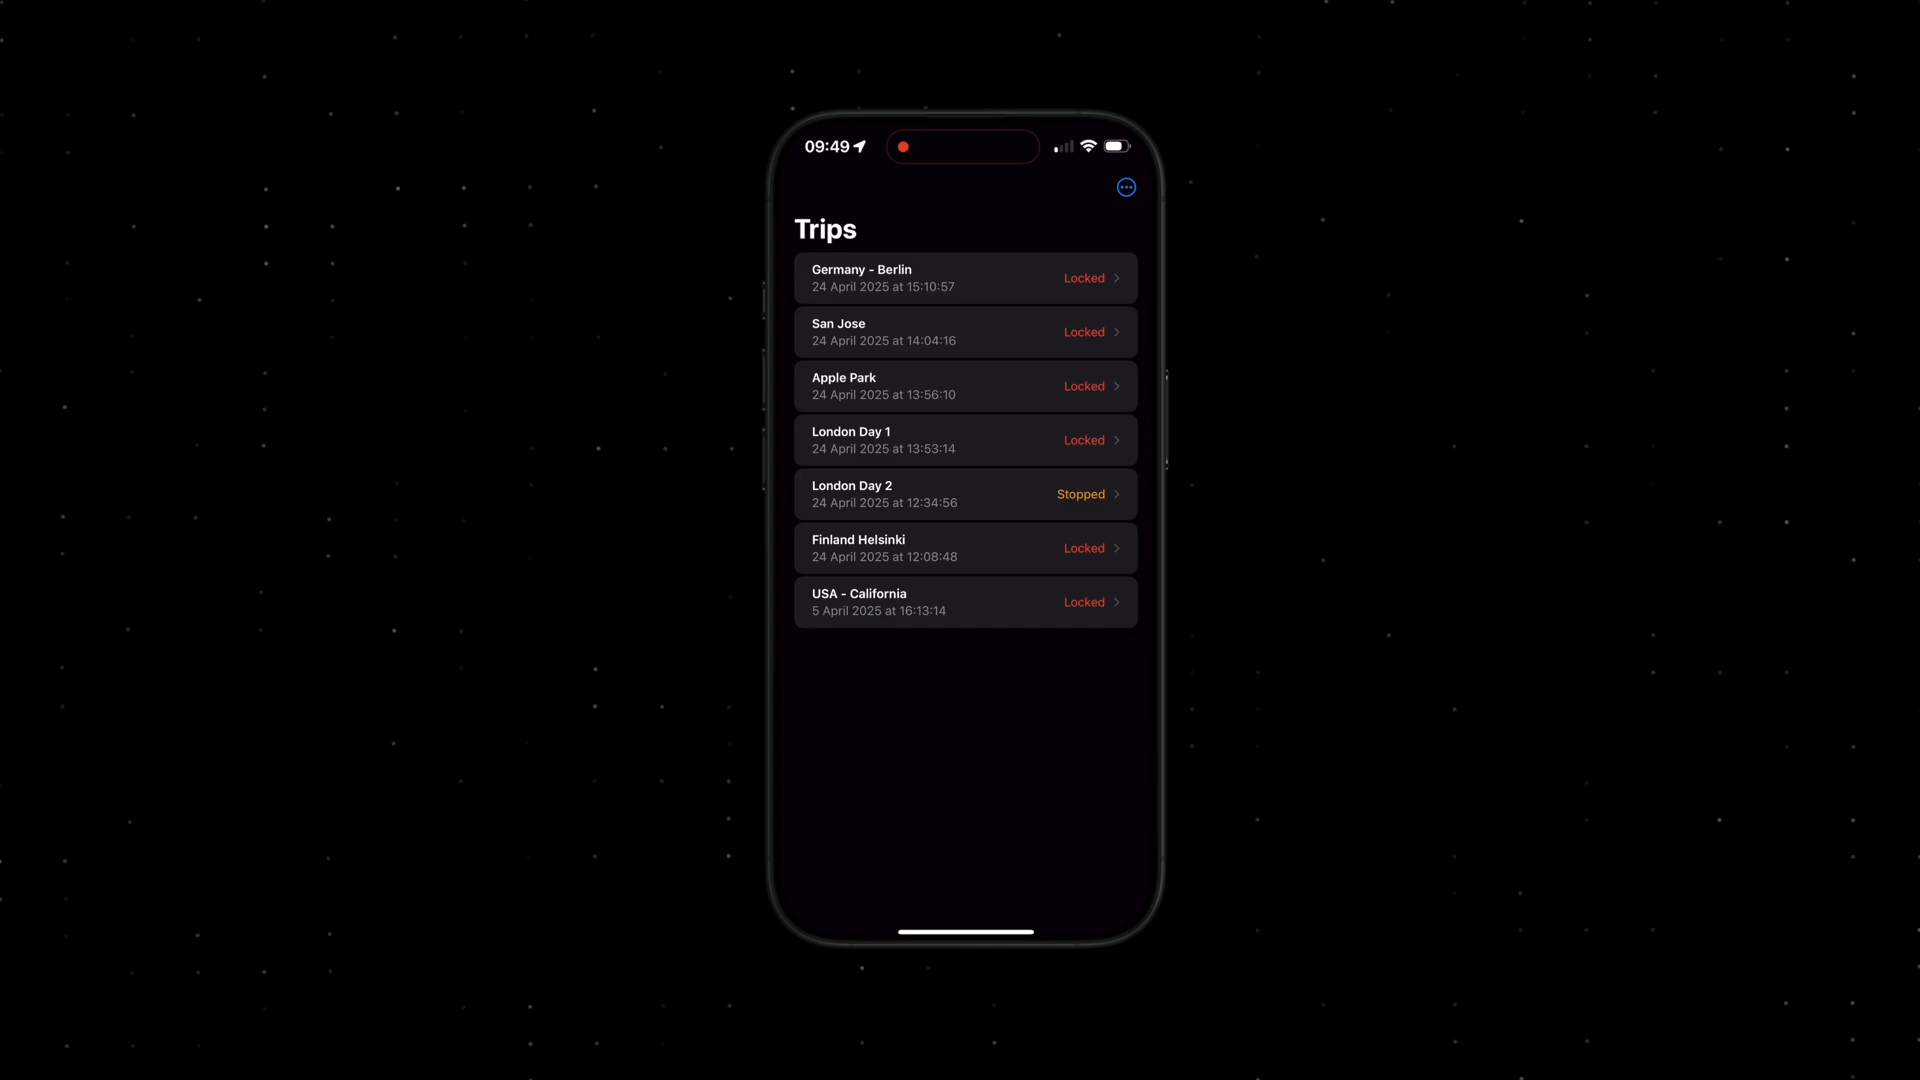 09:49
Trips
Germany - Berlin
24 April 2025 at 15:10:57
Locked
San Jose
24 April 2025 at 14:04:16
Locked
Apple Park
24 April 2025 at 13:56:10
Locked
London Day 1
24 April 2025 at 13:53:14
Locked
London Day 2
24 April 2025 at 12:34:56
Stopped
Finland Helsinki
24 April 2025 at 12:08:48
Locked
USA - California
5 April 2025 at 16:13:14
Locked